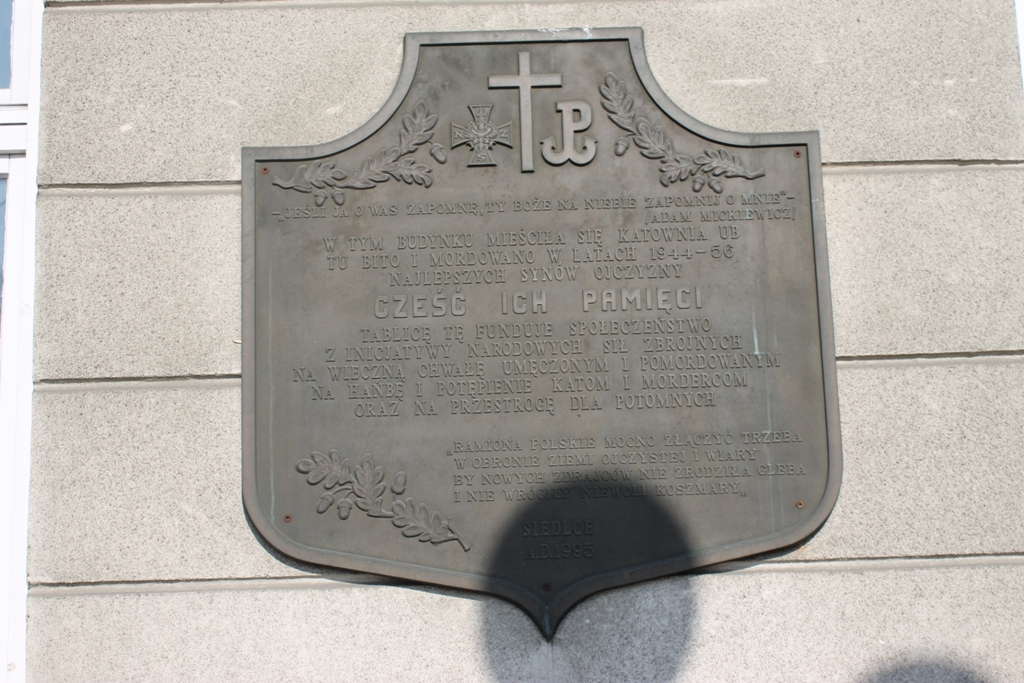 -„JEŚLI JA O WAS ZAPOMNĘ, TY BOŻE NA NIEBIE ZAPOMNIJ O MNIE"-
/ADAM MICKIEWICZ/
W TYM BUDYNKU MIEŚCIŁA SIĘ KATOWNIA UB
TU BITO I MORDOWANO W LATACH 1944-56
NAJLEPSZYCH SYNÓW OJCZYZNY
CZEŚĆ ICH PAMIĘCI
TABLICĘ TĘ FUNDUJE SPOŁECZEŃSTWO
Z INICJATYWY NARODOWYCH SIŁ ZBROJNYCH
NA WIECZNĄ CHWAŁĘ UMĘCZONYM I POMORDOWANYM
NA HAŃBĘ I POTĘPIENIE KATOM I MORDERCOM
ORAZ NA PRZESTROGĘ DLA POTOMNYCH
„RAMIONA POLSKIE MOCNO ZŁĄCZYĆ TRZEBA
W OBRONIE ZIEMI OJCZYSTEJ I WIARY
BY NOWYCH ZDRAJCÓW NIE ZRODZIŁA GLEBA
I NIE WRÓCIŁY NIEWOLI KOSZMARY"
SIEDLCE
A.D.1995